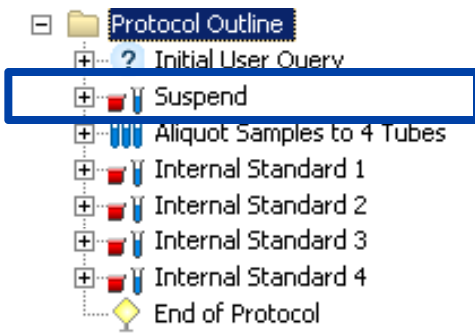 Protocol Outline
Initial User Query
Suspend
Aliquot Samples to 4 Tubes
Internal Standard 1
Internal Standard 2
Internal Standard 3
Internal Standard 4
End of Protocol